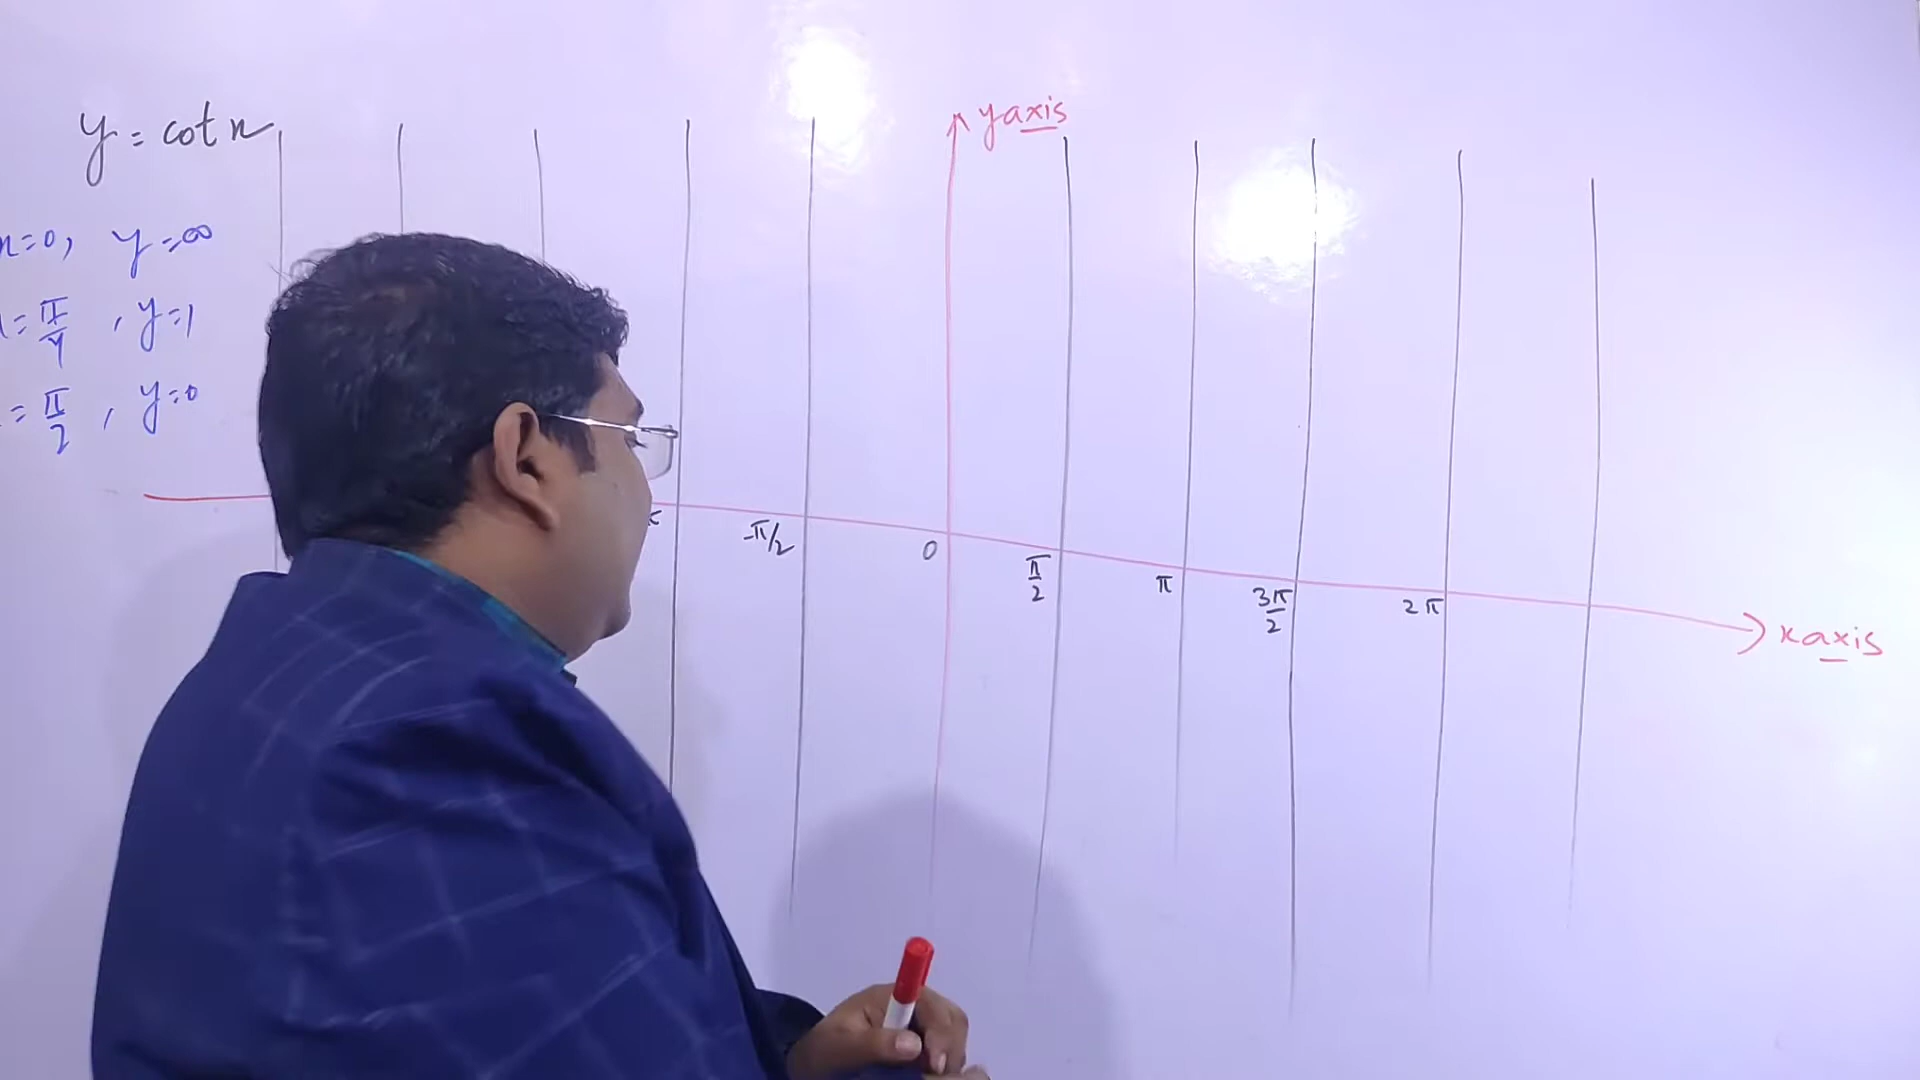 y = cot x
x=0, y=∞
x=π/4, y=1
=π/2, y=0
y axis
-π/2
0
π/2
π
3π/2
2π
x axis